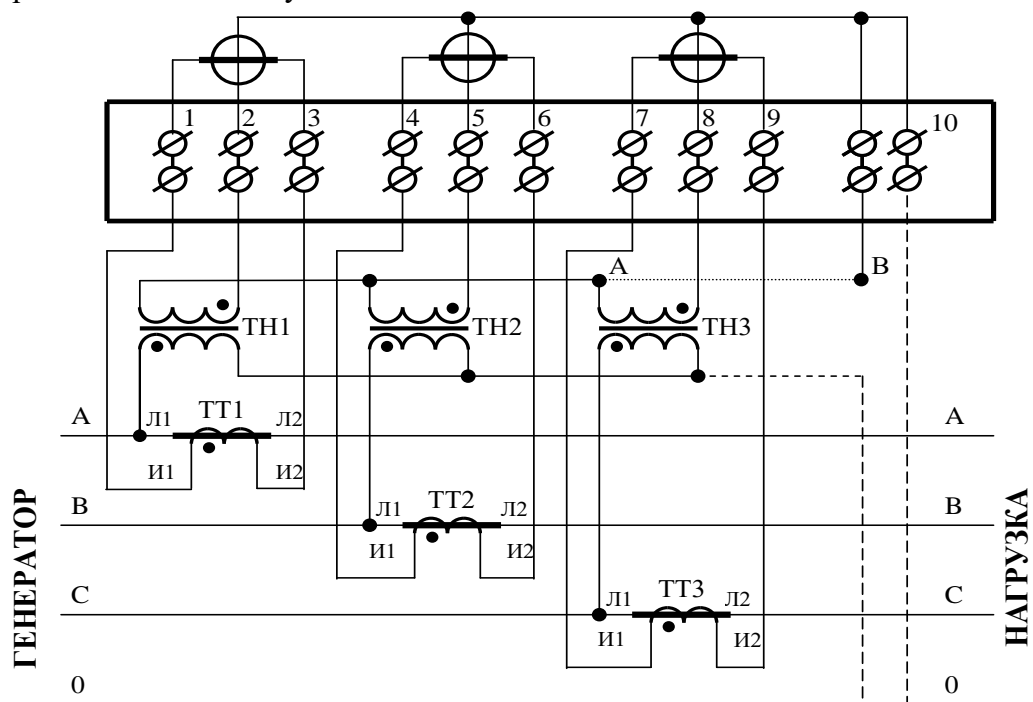 1 2 3 4 5 6 7 8 9 10
А В
ТН1 ТН2 ТН3
А Л1 ТТ1 Л2 А
И1 И2
В Л1 ТТ2 Л2 В
И1 И2
С Л1 ТТ3 Л2 С
И1 И2
0 0
ГЕНЕРАТОР
НАГРУЗКА